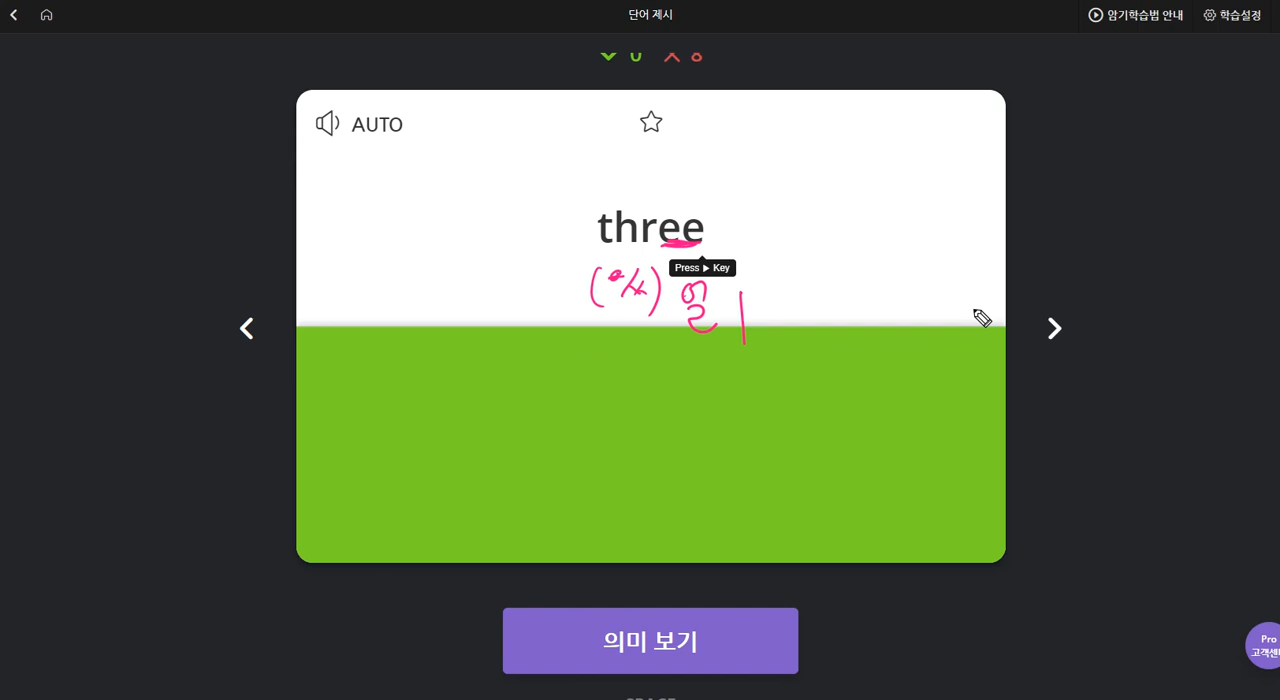 단어 제시
암기학습법 안내
학습설정
AUTO
three
Press ▶ Key
의미 보기
Pro